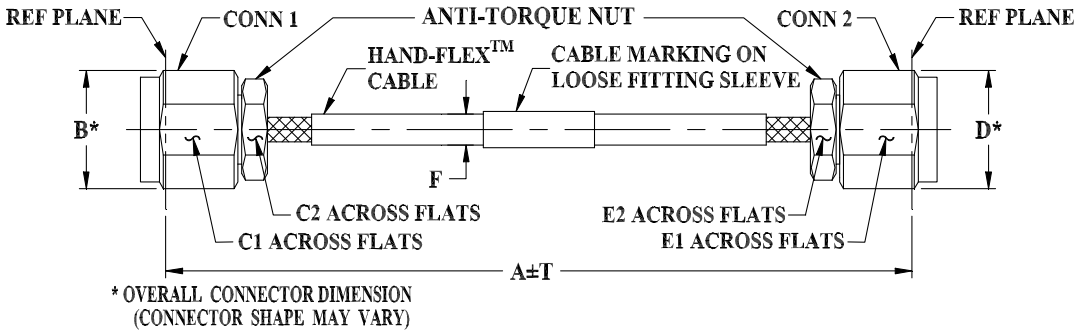 REF PLANE
CONN 1
ANTI-TORQUE NUT
CONN 2
REF PLANE
HAND-FLEX™
CABLE
CABLE MARKING ON
LOOSE FITTING SLEEVE
B*
D*
F
C2 ACROSS FLATS
E2 ACROSS FLATS
C1 ACROSS FLATS
E1 ACROSS FLATS
A±T
* OVERALL CONNECTOR DIMENSION
(CONNECTOR SHAPE MAY VARY)